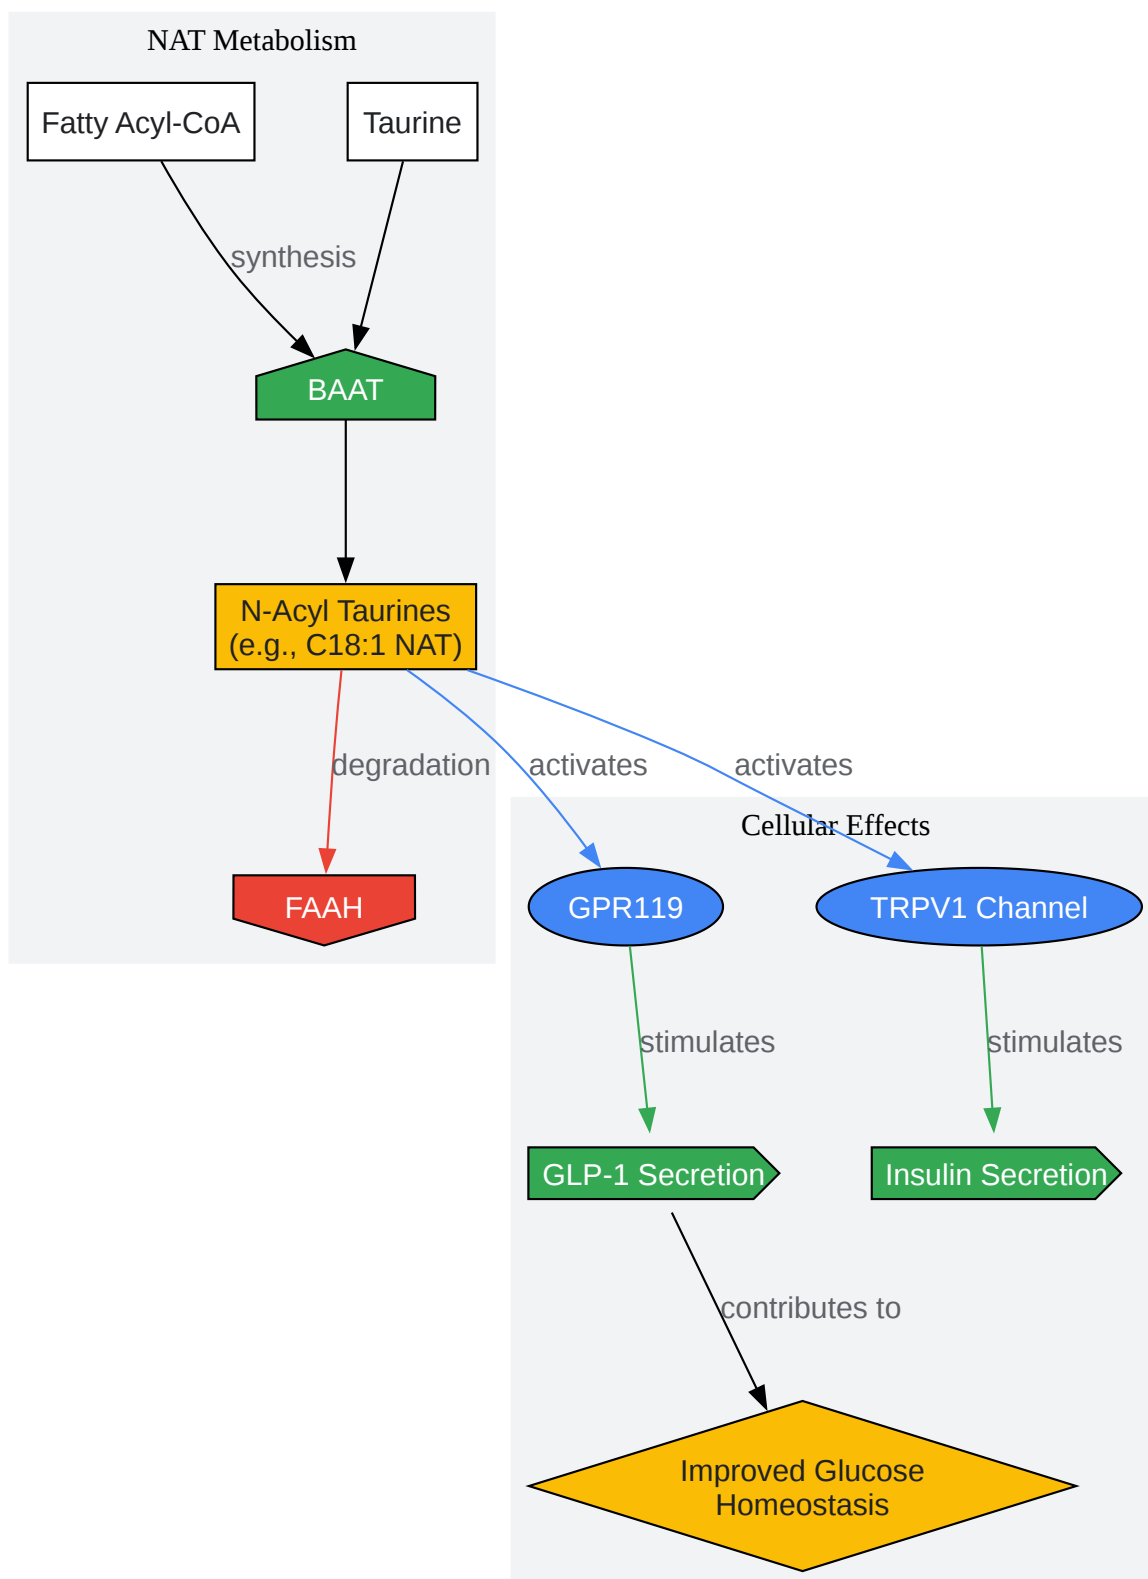 NAT Metabolism
Fatty Acyl-CoA
Taurine
synthesis
BAAT
N-Acyl Taurines
(e.g., C18:1 NAT)
degradation
activates
activates
Cellular Effects
FAAH
GPR119
TRPV1 Channel
stimulates
stimulates
GLP-1 Secretion
Insulin Secretion
contributes to
Improved Glucose
Homeostasis